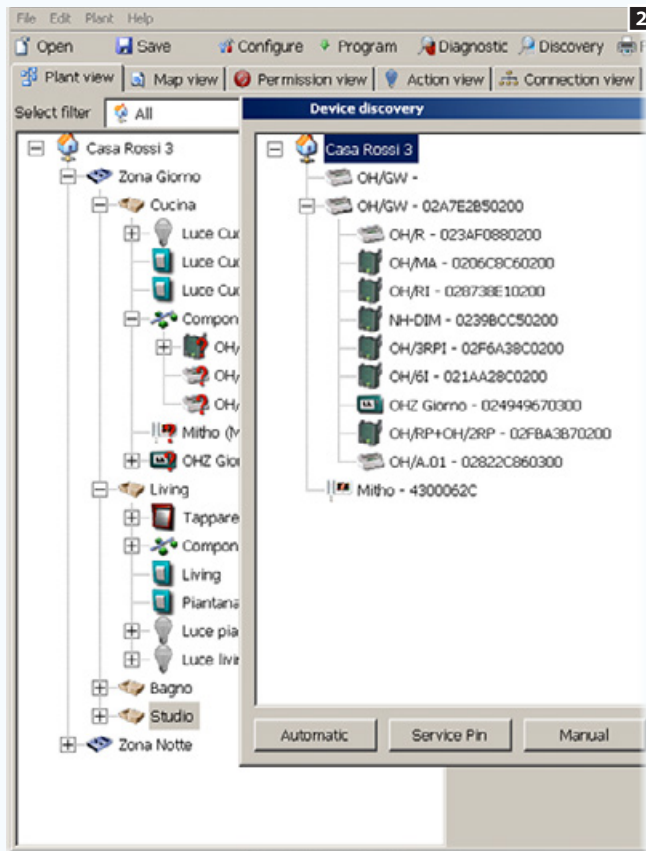 File Edit Plant Help
2
Open Save Configure Program Diagnostic Discovery
Plant view Map view Permission view Action view Connection view
Select filter All
Casa Rossi 3
Zona Giorno
Cucina
Luce Cuc
Luce Cuc
Luce Cuc
Compon
OH/
OH/
OH/
Mitho (M
OHZ Gior
Living
Tappare
Compon
Living
Piantana
Luce pia
Luce livin
Bagno
Studio
Zona Notte
Device discovery
Casa Rossi 3
OH/GW -
OH/GW - 02A7E2B50200
OH/R - 023AF0880200
OH/MA - 0206C8C60200
OH/RI - 028738E10200
NH-DIM - 0239BCC50200
OH/3RPI - 02F6A38C0200
OH/6I - 021AA28C0200
OHZ Giorno - 024949670300
OH/RP+OH/2RP - 02FBA3B70200
OH/A.01 - 02822C860300
Mitho - 4300062C
Automatic Service Pin Manual